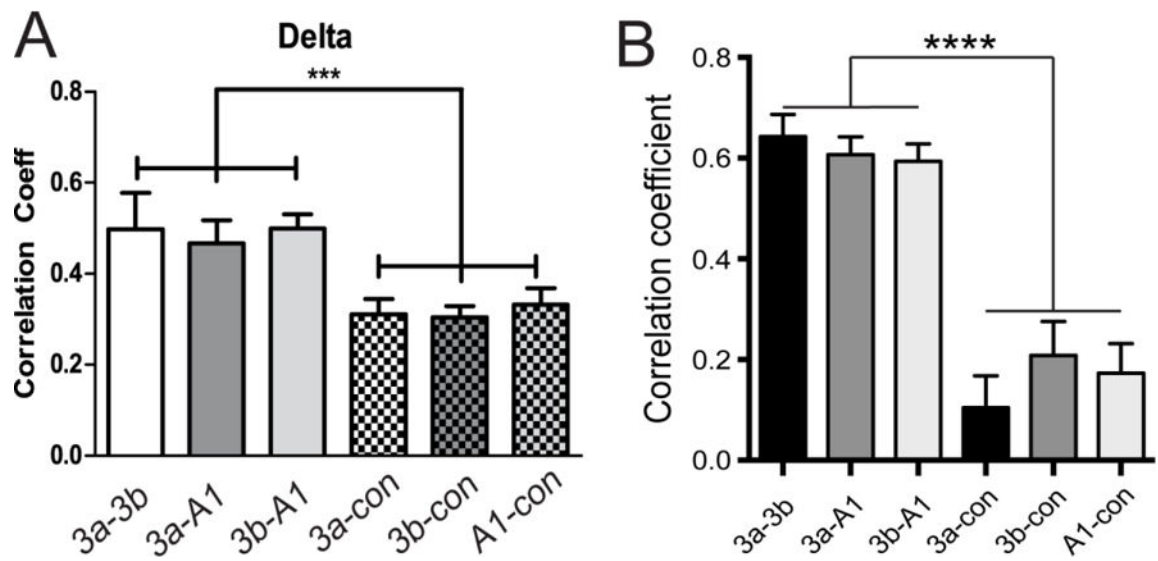 A
Delta
***
Correlation Coeff
0.8
0.6
0.4
0.2
0.0
3a-3b
3a-A1
3b-A1
3a-con
3b-con
A1-con
B
****
Correlation coefficient
0.8
0.6
0.4
0.2
0.0
3a-3b
3a-A1
3b-A1
3a-con
3b-con
A1-con